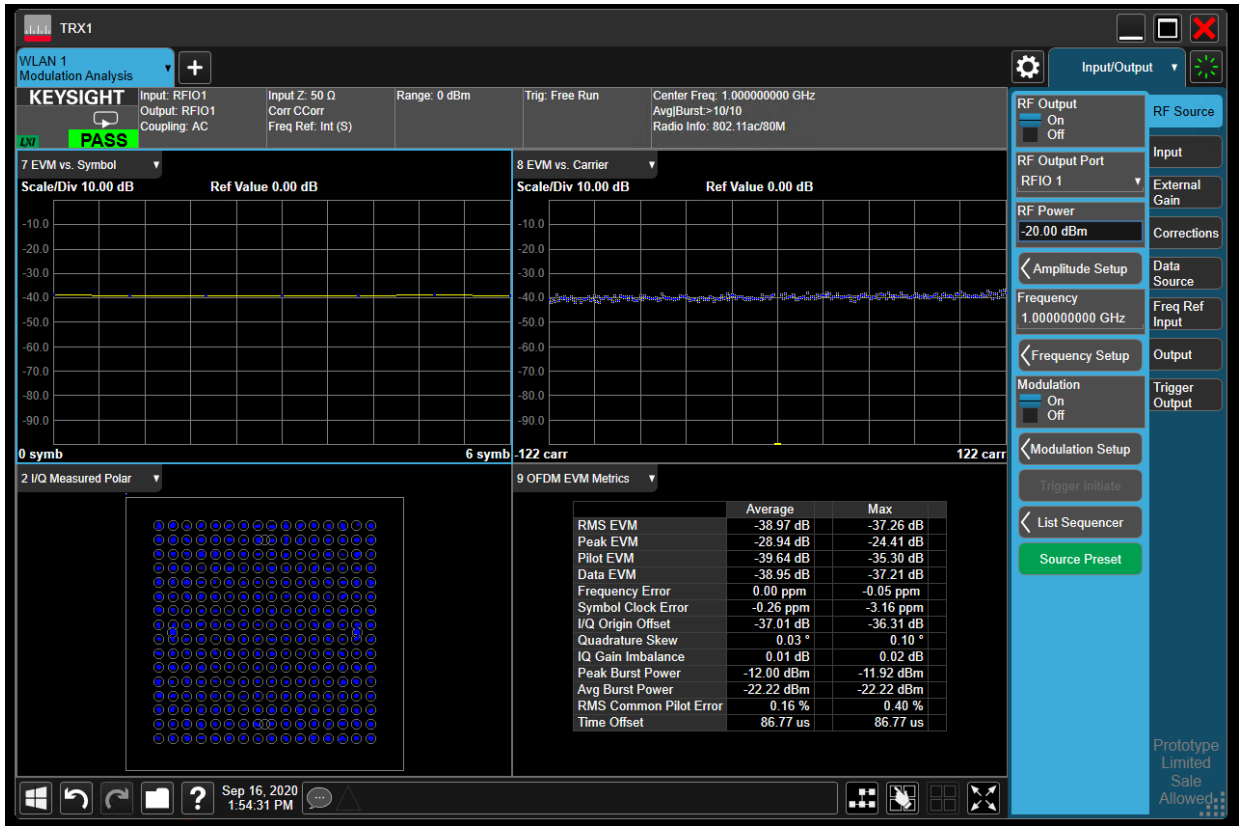 TRX1
WLAN 1
Modulation Analysis
Input/Output
KEYSIGHT
LXI
PASS
Input: RFIO1
Output: RFIO1
Coupling: AC
Input Z: 50 Ω
Corr CCorr
Freq Ref: Int (S)
Range: 0 dBm
Trig: Free Run
Center Freq: 1.000000000 GHz
Avg|Burst:>10/10
Radio Info: 802.11ac/80M
7 EVM vs. Symbol
Scale/Div 10.00 dB Ref Value 0.00 dB
-10.0
-20.0
-30.0
-40.0
-50.0
-60.0
-70.0
-80.0
-90.0
0 symb 6 symb
8 EVM vs. Carrier
Scale/Div 10.00 dB Ref Value 0.00 dB
-10.0
-20.0
-30.0
-40.0
-50.0
-60.0
-70.0
-80.0
-90.0
-122 carr 122 carr
2 I/Q Measured Polar
9 OFDM EVM Metrics
Average Max
RMS EVM -38.97 dB -37.26 dB
Peak EVM -28.94 dB -24.41 dB
Pilot EVM -39.64 dB -35.30 dB
Data EVM -38.95 dB -37.21 dB
Frequency Error 0.00 ppm -0.05 ppm
Symbol Clock Error -0.26 ppm -3.16 ppm
I/Q Origin Offset -37.01 dB -36.31 dB
Quadrature Skew 0.03 ° 0.10 °
IQ Gain Imbalance 0.01 dB 0.02 dB
Peak Burst Power -12.00 dBm -11.92 dBm
Avg Burst Power -22.22 dBm -22.22 dBm
RMS Common Pilot Error 0.16 % 0.40 %
Time Offset 86.77 us 86.77 us
RF Output
On
Off
RF Output Port
RFIO 1
RF Power
-20.00 dBm
Amplitude Setup
Frequency
1.000000000 GHz
Frequency Setup
Modulation
On
Off
Modulation Setup
Trigger Initiate
List Sequencer
Source Preset
RF Source
Input
External
Gain
Corrections
Data
Source
Freq Ref
Input
Output
Trigger
Output
Prototype
Limited
Sale
Allowed
?
Sep 16, 2020
1:54:31 PM